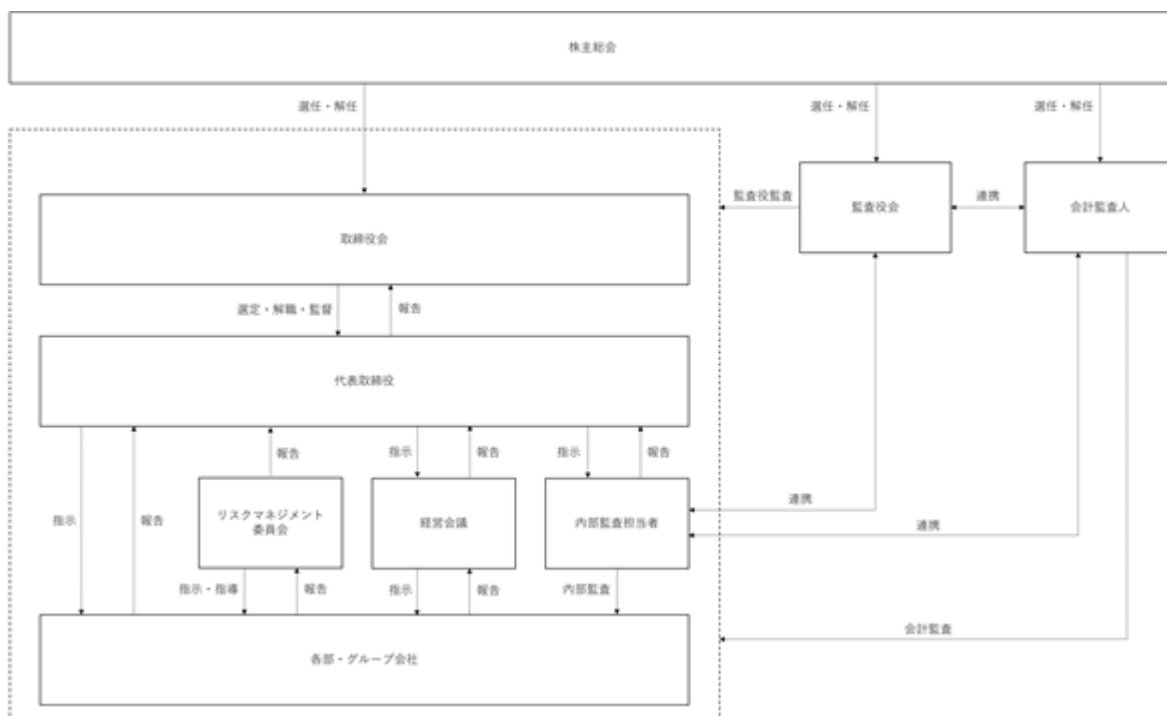 株主総会
選任・解任
選任・解任
選任・解任
監査役監査
監査役会
連携
会計監査人
取締役会
選定・解職・監督
報告
代表取締役
指示
報告
報告
指示
報告
指示
報告
リスクマネジメント
委員会
経営会議
内部監査担当者
連携
連携
指示・指導
報告
指示
報告
内部監査
会計監査
各部・グループ会社